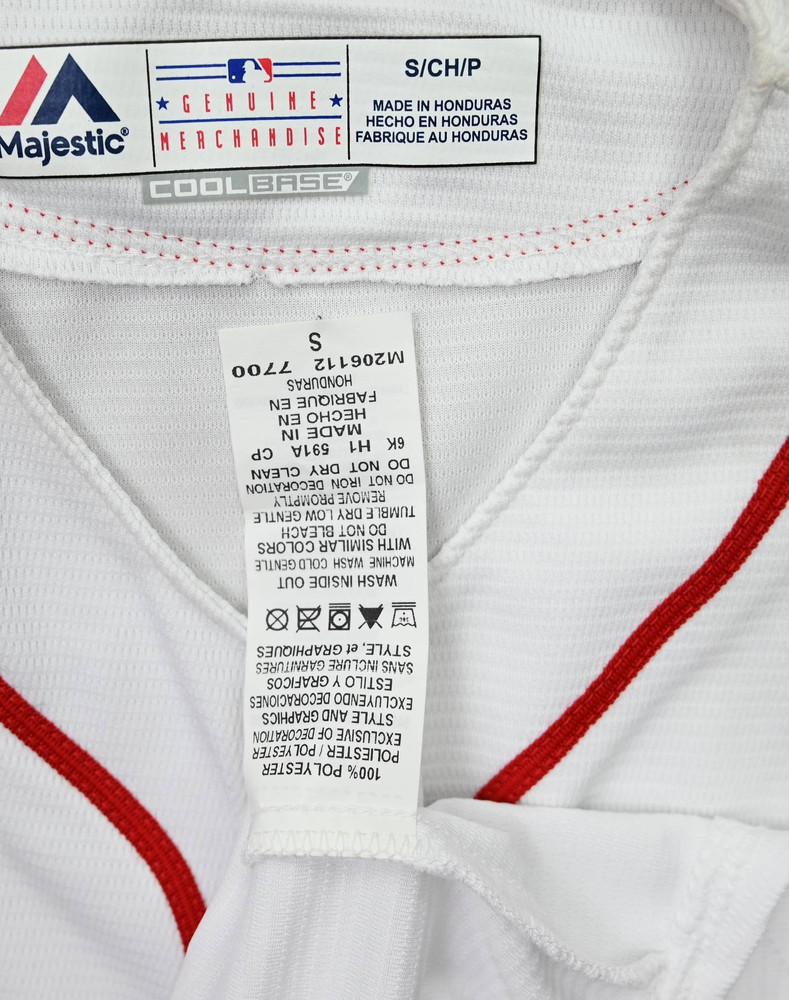 Majestic®
GENUINE
MERCHANDISE
S/CH/P
MADE IN HONDURAS
HECHO EN HONDURAS
FABRIQUE AU HONDURAS
COOLBASE®
100% POLYESTER
POLIESTER / POLYESTER
EXCLUSIVE OF DECORATION
STYLE AND GRAPHICS
EXCLUYENDO DECORACIONES
ESTILO Y GRAFICOS
SANS INCLURE GARNITURES
STYLE, et GRAPHIQUES
WASH INSIDE OUT
MACHINE WASH COLD GENTLE
WITH SIMILAR COLORS
DO NOT BLEACH
TUMBLE DRY LOW GENTLE
REMOVE PROMPTLY
DO NOT IRON DECORATION
DO NOT DRY CLEAN
6K H1 591A CP
MADE IN
HECHO EN
FABRIQUE EN
HONDURAS
M206112 7700
S